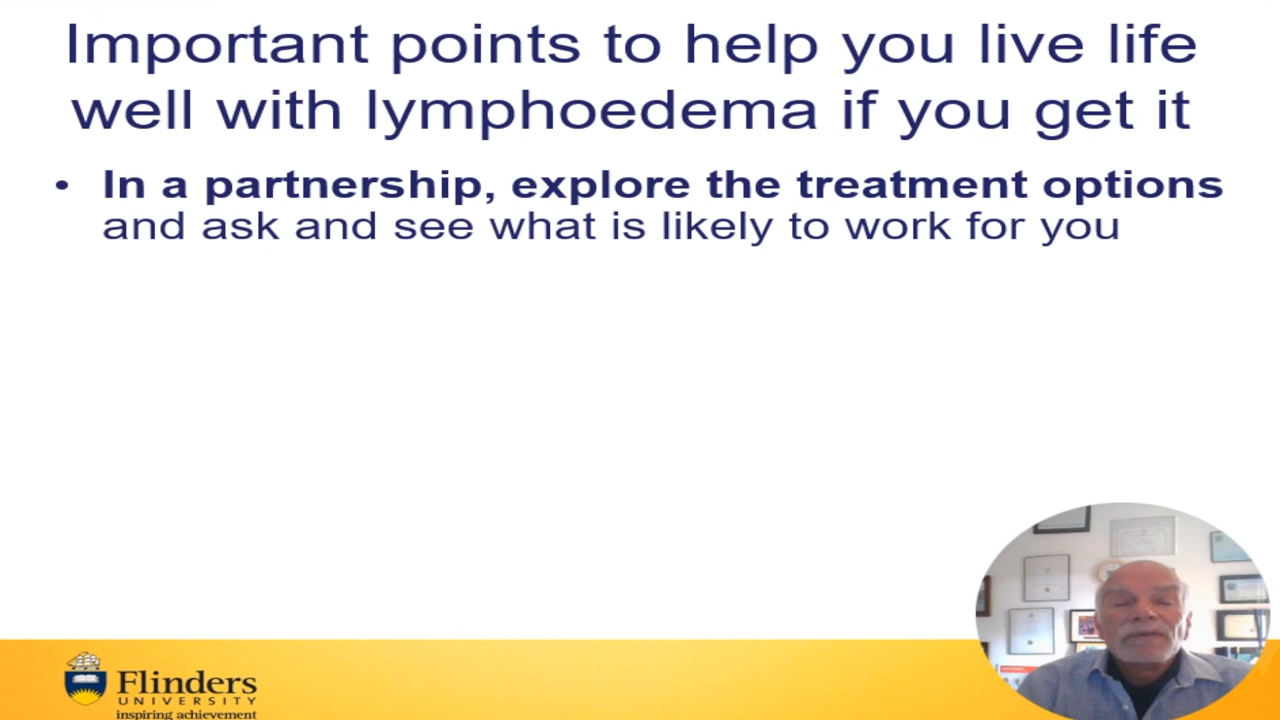 Important points to help you live life
well with lymphoedema if you get it
• In a partnership, explore the treatment options
and ask and see what is likely to work for you
Flinders
UNIVERSITY
inspiring achievement